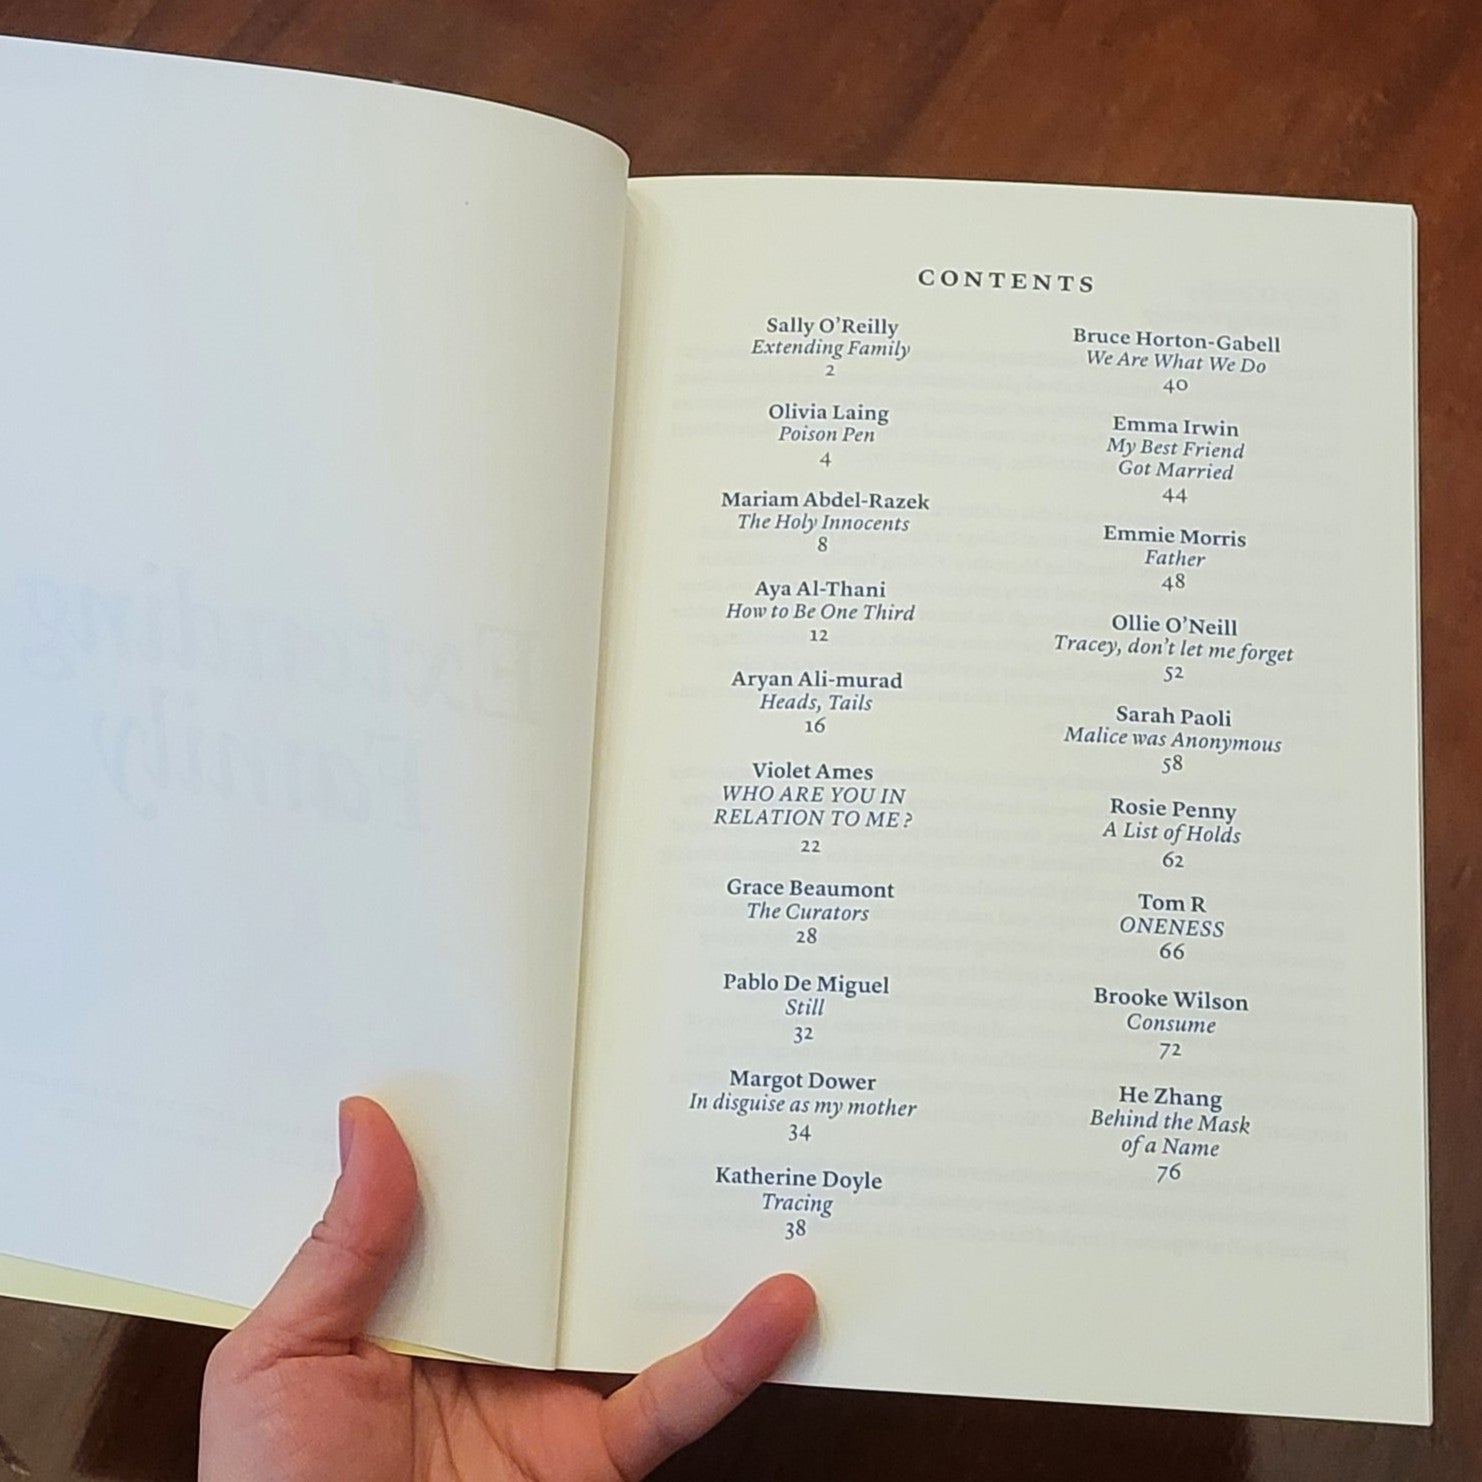 CONTENTS
Sally O’Reilly
Extending Family
2
Olivia Laing
Poison Pen
4
Mariam Abdel-Razek
The Holy Innocents
8
Aya Al-Thani
How to Be One Third
12
Aryan Ali-murad
Heads, Tails
16
Violet Ames
WHO ARE YOU IN
RELATION TO ME?
22
Grace Beaumont
The Curators
28
Pablo De Miguel
Still
32
Margot Dower
In disguise as my mother
34
Katherine Doyle
Tracing
38
Bruce Horton-Gabell
We Are What We Do
40
Emma Irwin
My Best Friend
Got Married
44
Emmie Morris
Father
48
Ollie O’Neill
Tracey, don’t let me forget
52
Sarah Paoli
Malice was Anonymous
58
Rosie Penny
A List of Holds
62
Tom R
ONENESS
66
Brooke Wilson
Consume
72
He Zhang
Behind the Mask
of a Name
76
Extending
Family